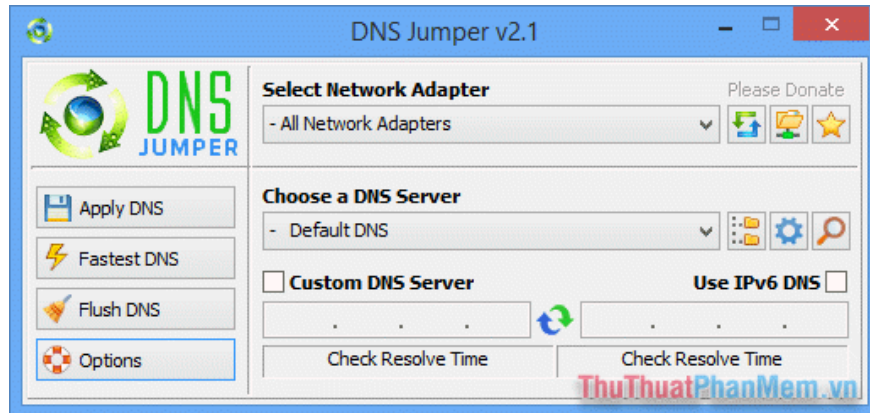 DNS Jumper v2.1
DNS
JUMPER
Select Network Adapter
Please Donate
- All Network Adapters
Apply DNS
Fastest DNS
Flush DNS
Options
Choose a DNS Server
- Default DNS
Custom DNS Server
Use IPv6 DNS
. . .
. . .
Check Resolve Time
Check Resolve Time
ThuThuatPhanMem.vn